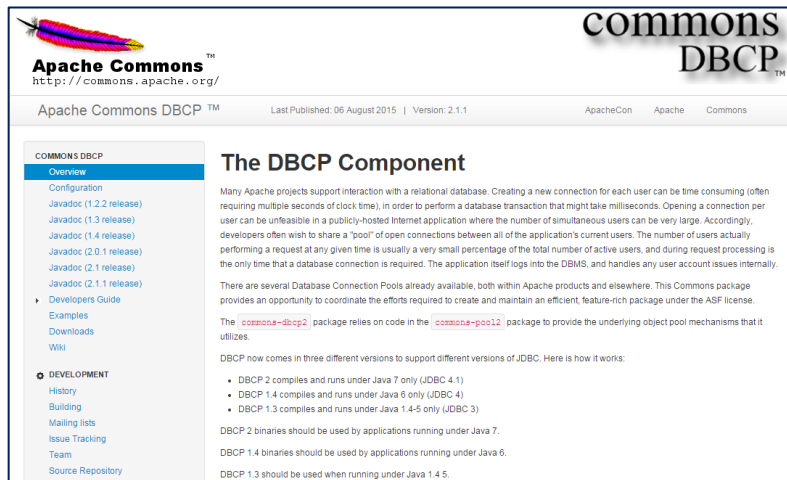 Apache Commons™
http://commons.apache.org/
commons
DBCP™
Apache Commons DBCP ™
Last Published: 06 August 2015 | Version: 2.1.1
ApacheCon Apache Commons
COMMONS DBCP
Overview
Configuration
Javadoc (1.2.2 release)
Javadoc (1.3 release)
Javadoc (1.4 release)
Javadoc (2.0.1 release)
Javadoc (2.1 release)
Javadoc (2.1.1 release)
Developers Guide
Examples
Downloads
Wiki
DEVELOPMENT
History
Building
Mailing lists
Issue Tracking
Team
Source Repository
The DBCP Component
Many Apache projects support interaction with a relational database. Creating a new connection for each user can be time consuming (often
requiring multiple seconds of clock time), in order to perform a database transaction that might take milliseconds. Opening a connection per
user can be unfeasible in a publicly-hosted Internet application where the number of simultaneous users can be very large. Accordingly,
developers often wish to share a "pool" of open connections between all of the application's current users. The number of users actually
performing a request at any given time is usually a very small percentage of the total number of active users, and during request processing is
the only time that a database connection is required. The application itself logs into the DBMS, and handles any user account issues internally.
There are several Database Connection Pools already available, both within Apache products and elsewhere. This Commons package
provides an opportunity to coordinate the efforts required to create and maintain an efficient, feature-rich package under the ASF license.
The commons-dbcp2 package relies on code in the commons-pool2 package to provide the underlying object pool mechanisms that it
utilizes.
DBCP now comes in three different versions to support different versions of JDBC. Here is how it works:
• DBCP 2 compiles and runs under Java 7 only (JDBC 4.1)
• DBCP 1.4 compiles and runs under Java 6 only (JDBC 4)
• DBCP 1.3 compiles and runs under Java 1.4-5 only (JDBC 3)
DBCP 2 binaries should be used by applications running under Java 7.
DBCP 1.4 binaries should be used by applications running under Java 6.
DBCP 1.3 should be used when running under Java 1.4 5.